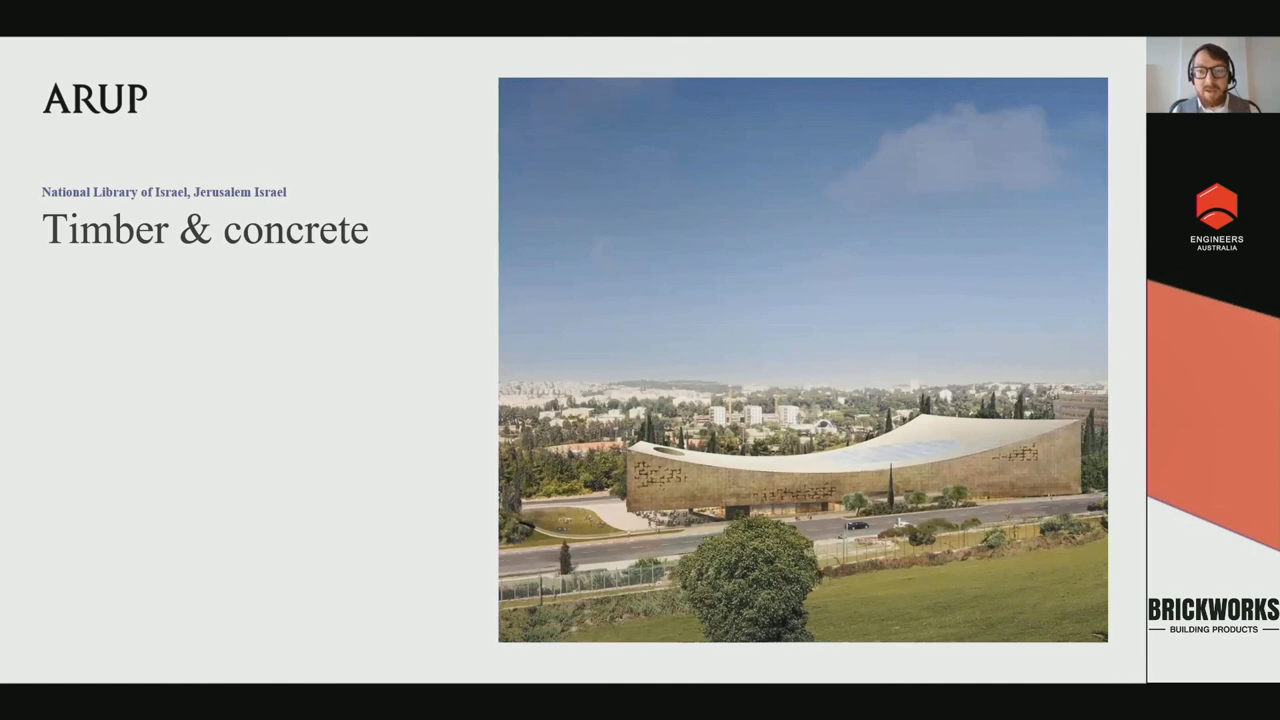 ARUP
National Library of Israel, Jerusalem Israel
Timber & concrete
ENGINEERS
AUSTRALIA
BRICKWORKS
BUILDING PRODUCTS